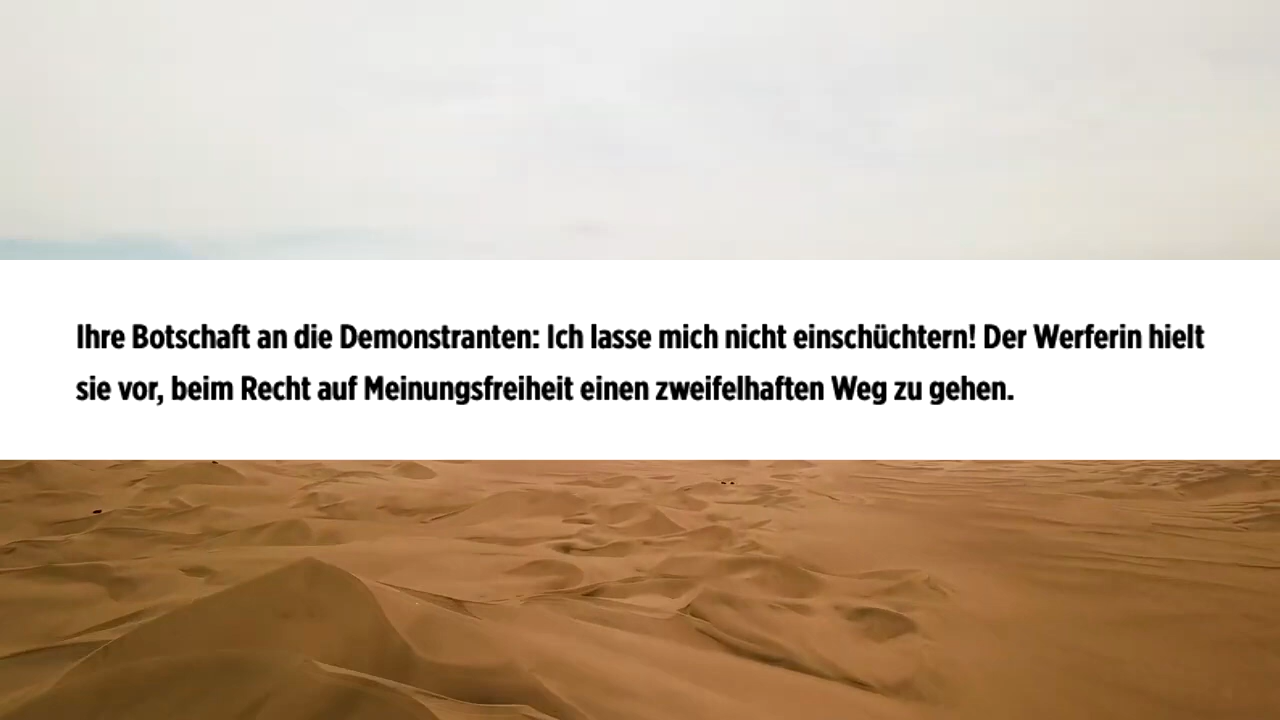 Ihre Botschaft an die Demonstranten: Ich lasse mich nicht einschüchtern! Der Werferin hielt
sie vor, beim Recht auf Meinungsfreiheit einen zweifelhaften Weg zu gehen.